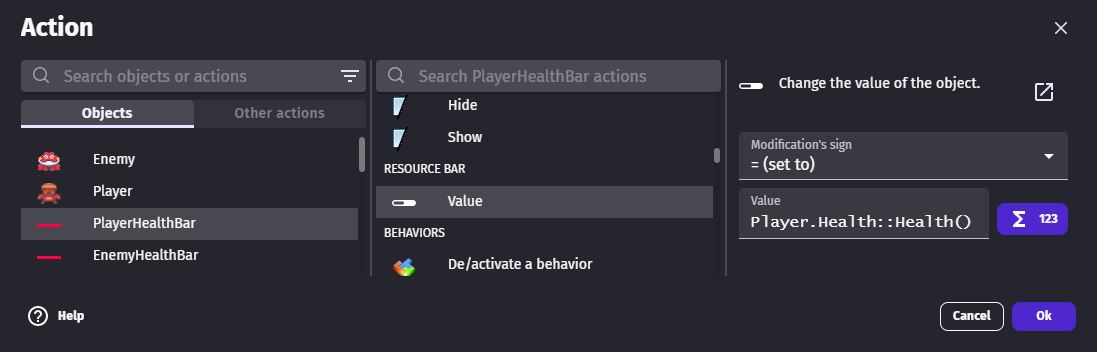 Action
Search objects or actions
Objects
Other actions
Enemy
Player
PlayerHealthBar
EnemyHealthBar
Search PlayerHealthBar actions
Hide
Show
RESOURCE BAR
Value
BEHAVIORS
De/activate a behavior
Change the value of the object.
Modification's sign
= (set to)
Value
Player.Health::Health()
123
Help
Cancel
Ok